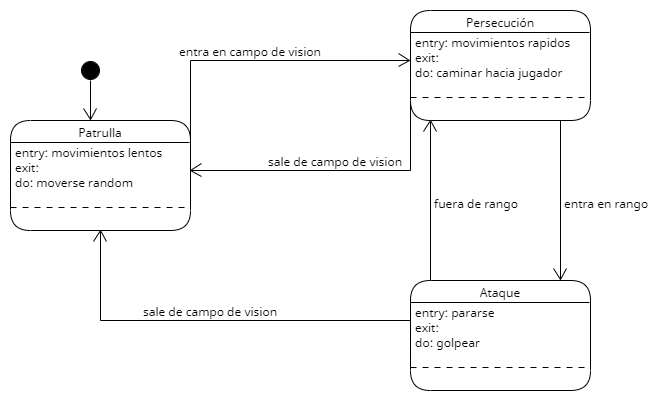 Persecución
entry: movimientos rapidos
exit:
do: caminar hacia jugador
entra en campo de vision
Patrulla
entry: movimientos lentos
exit:
do: moverse random
sale de campo de vision
fuera de rango
entra en rango
Ataque
entry: pararse
exit:
do: golpear
sale de campo de vision